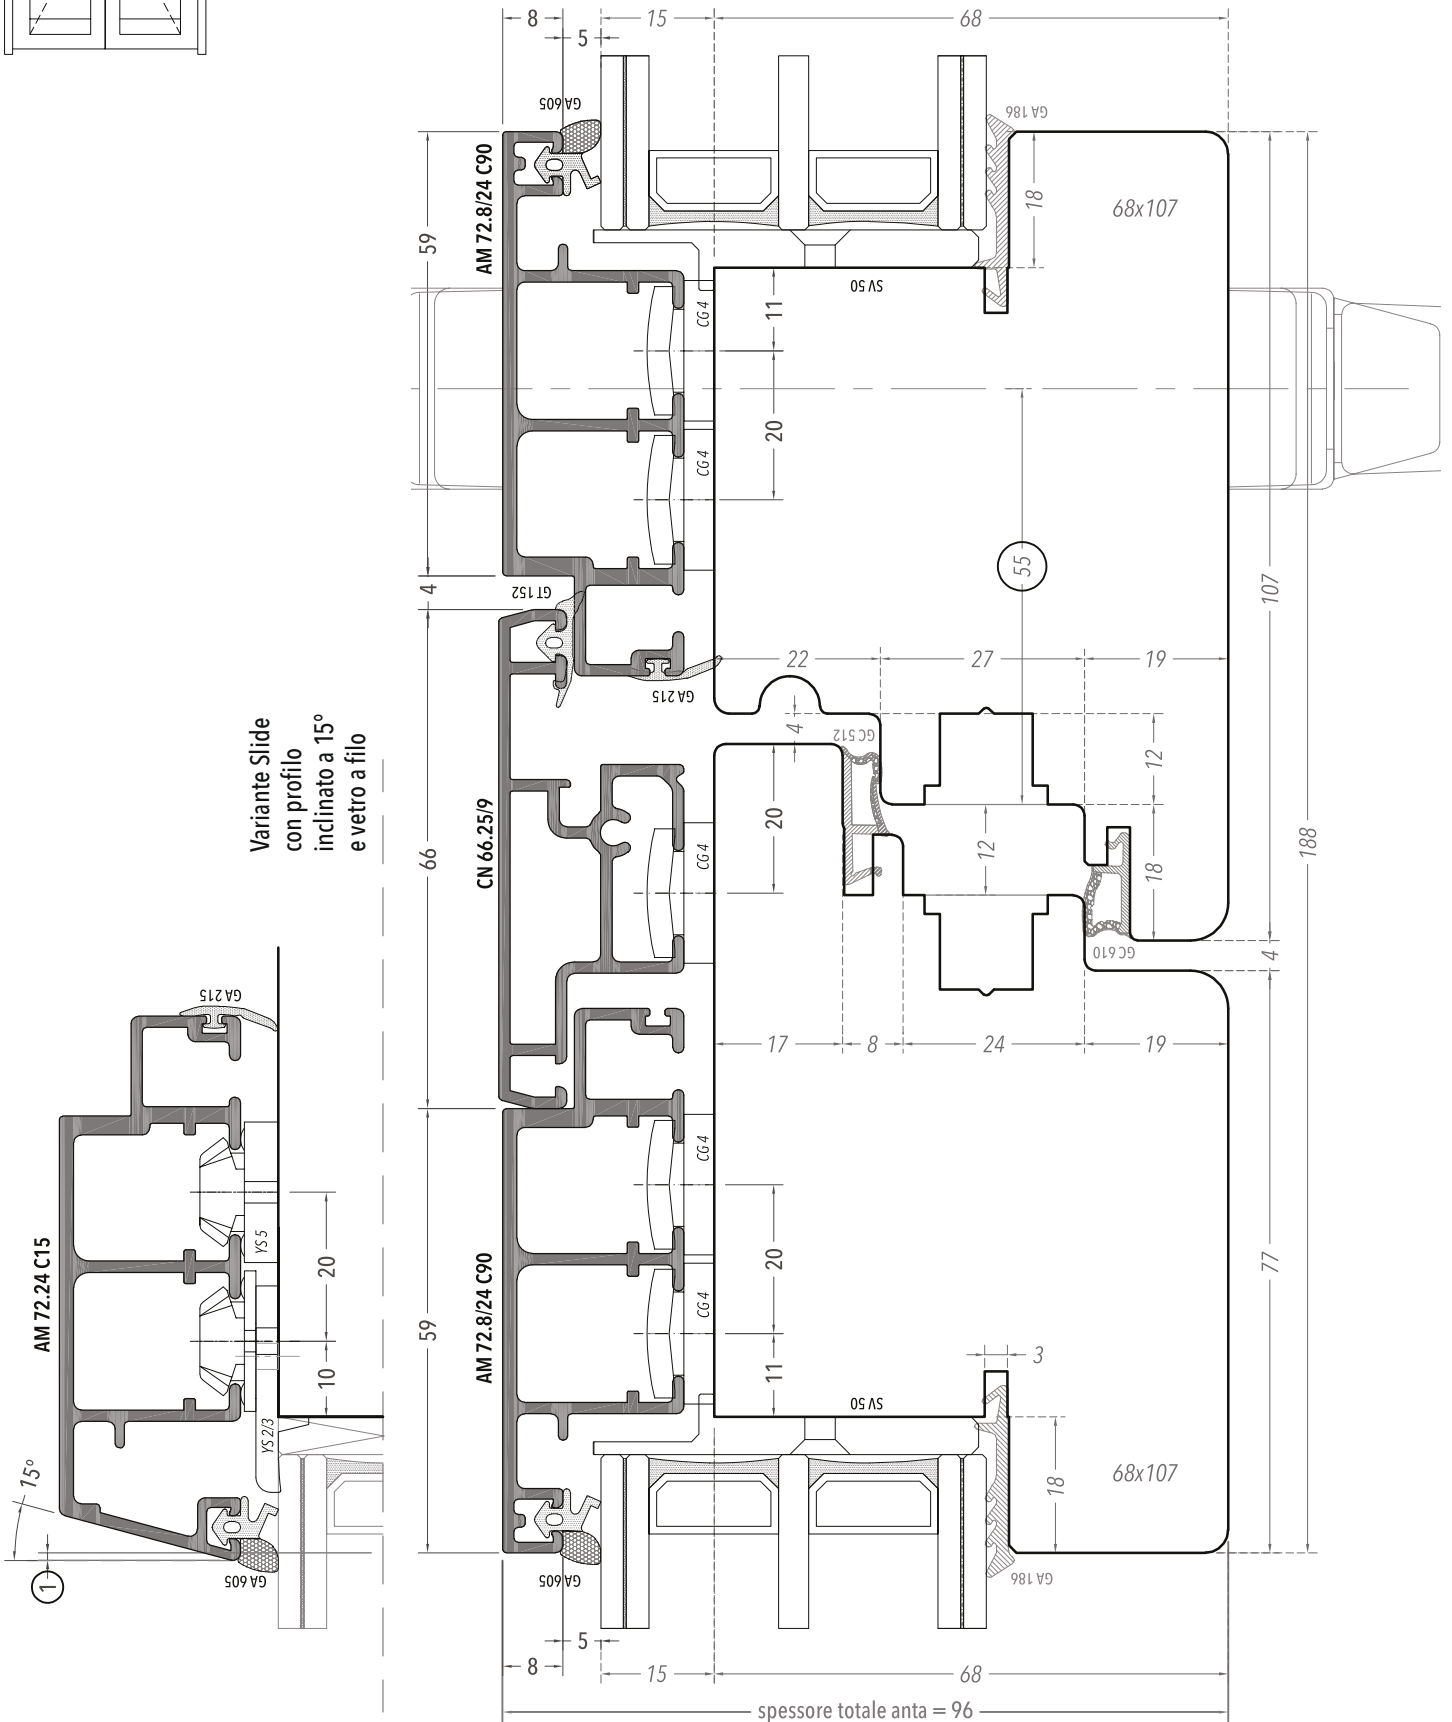 8
15
68
5
GA 605
GA 186
AM 72.8/24 C90
59
18
68x107
SV 50
CG 4
11
20
CG 4
55
107
4
GT 152
22
27
19
GA 215
4
GC 512
12
Variante Slide
con profilo
inclinato a 15°
e vetro a filo
CN 66.25/9
66
20
CG 4
12
18
188
GC 610
4
GA 215
17
8
24
19
AM 72.24 C15
YS 5
20
10
YS 2/3
15°
1
GA 605
AM 72.8/24 C90
59
CG 4
20
CG 4
11
77
3
SV 50
18
68x107
GA 605
GA 186
5
8
15
68
spessore totale anta = 96